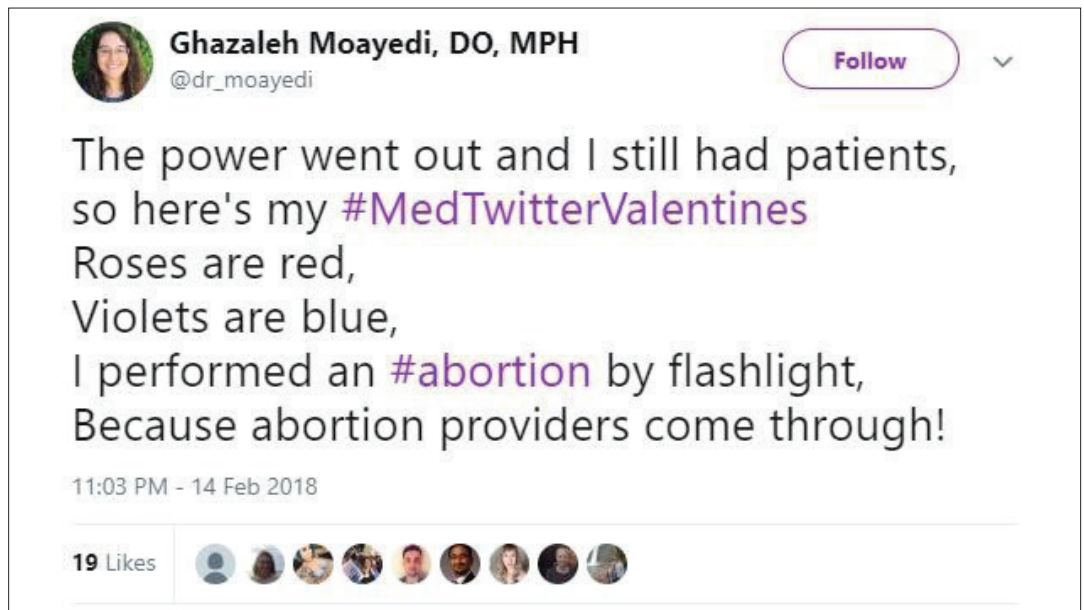 Ghazaleh Moayedi, DO, MPH
@dr_moayedi
Follow
The power went out and I still had patients,
so here's my #MedTwitterValentines
Roses are red,
Violets are blue,
I performed an #abortion by flashlight,
Because abortion providers come through!
11:03 PM - 14 Feb 2018
19 Likes